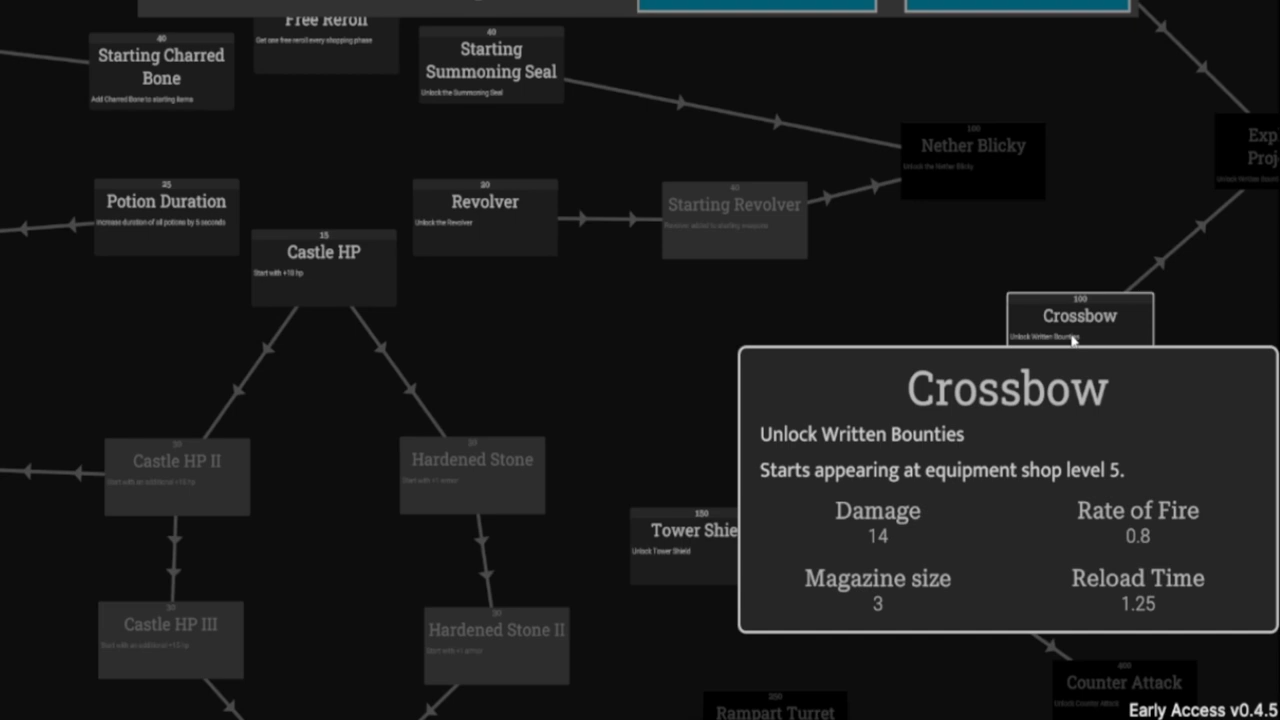 Free Reroll
Get one free reroll every shopping phase
40
Starting Charred
Bone
Add Charred Bone to starting items
40
Starting
Summoning Seal
Unlock the Summoning Seal
100
Nether Blicky
Unlock the Nether Blicky
Exp
Proj
25
Potion Duration
Increase duration of all potions by 5 seconds
20
Revolver
Unlock the Revolver
40
Starting Revolver
Revolver added to starting weapons
15
Castle HP
Start with +10 hp
100
Crossbow
Unlock Written Bounties
Crossbow
Unlock Written Bounties
Starts appearing at equipment shop level 5.
Damage
14
Rate of Fire
0.8
Magazine size
3
Reload Time
1.25
Castle HP II
Start with an additional +10 hp
Hardened Stone
Start with +1 armor
150
Tower Shie
Unlock Tower Shield
Castle HP III
Start with an additional +10 hp
Hardened Stone II
Start with +1 armor
400
Counter Attack
Unlock Counter Attack
250
Rampart Turret
Early Access v0.4.5